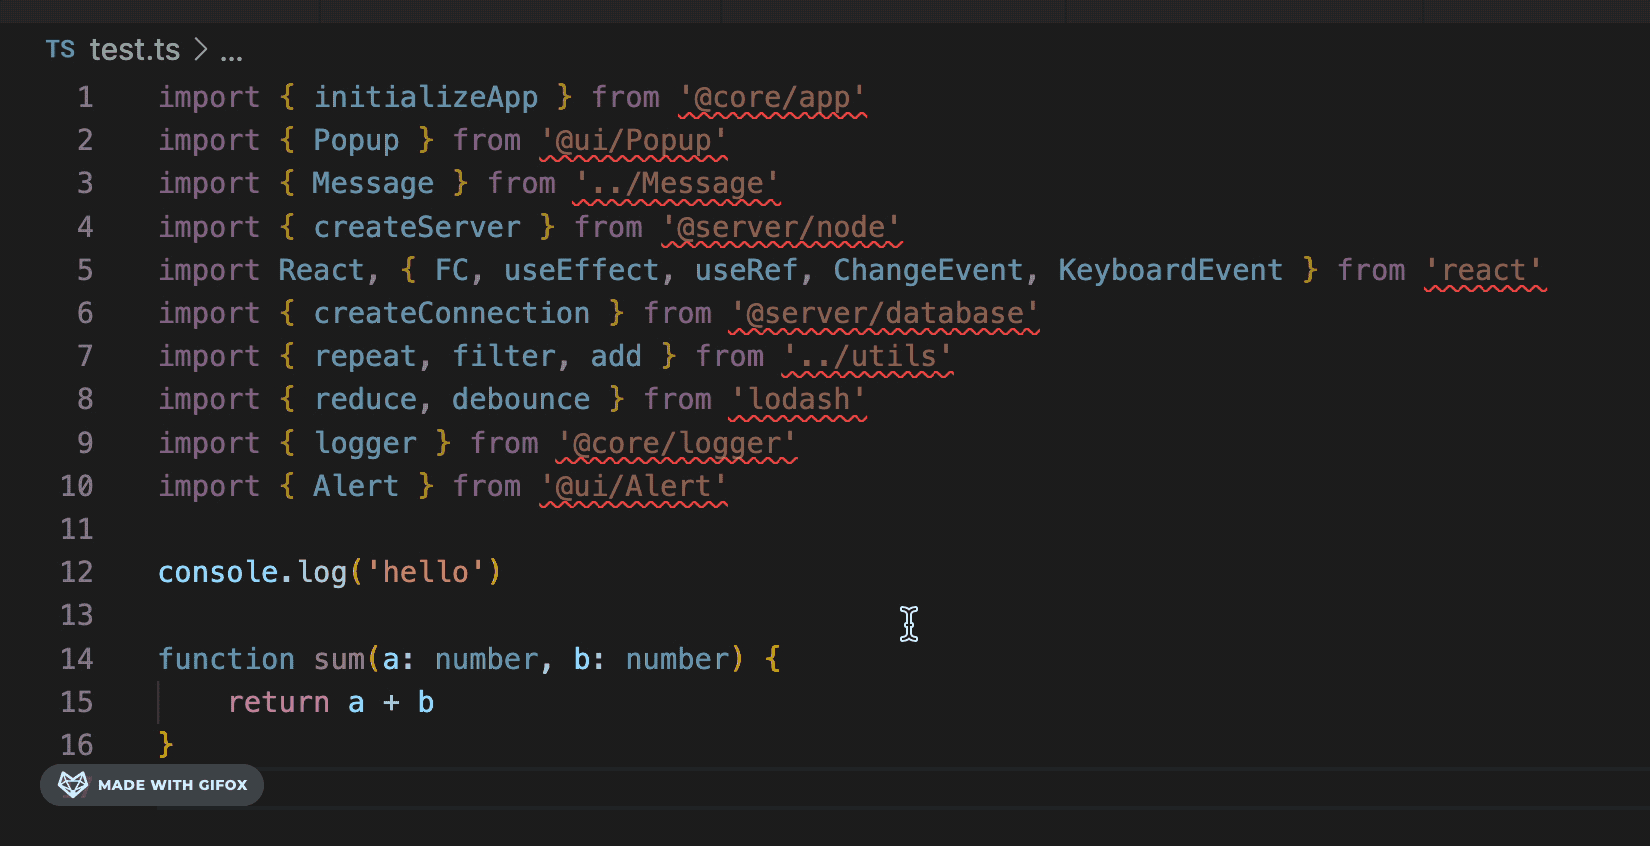 TS test.ts > ...
1 import { initializeApp } from '@core/app'
2 import { Popup } from '@ui/Popup'
3 import { Message } from '../Message'
4 import { createServer } from '@server/node'
5 import React, { FC, useEffect, useRef, ChangeEvent, KeyboardEvent } from 'react'
6 import { createConnection } from '@server/database'
7 import { repeat, filter, add } from '../utils'
8 import { reduce, debounce } from 'lodash'
9 import { logger } from '@core/logger'
10 import { Alert } from '@ui/Alert'
11
12 console.log('hello')
13
14 function sum(a: number, b: number) {
15     return a + b
16 }
MADE WITH GIFOX